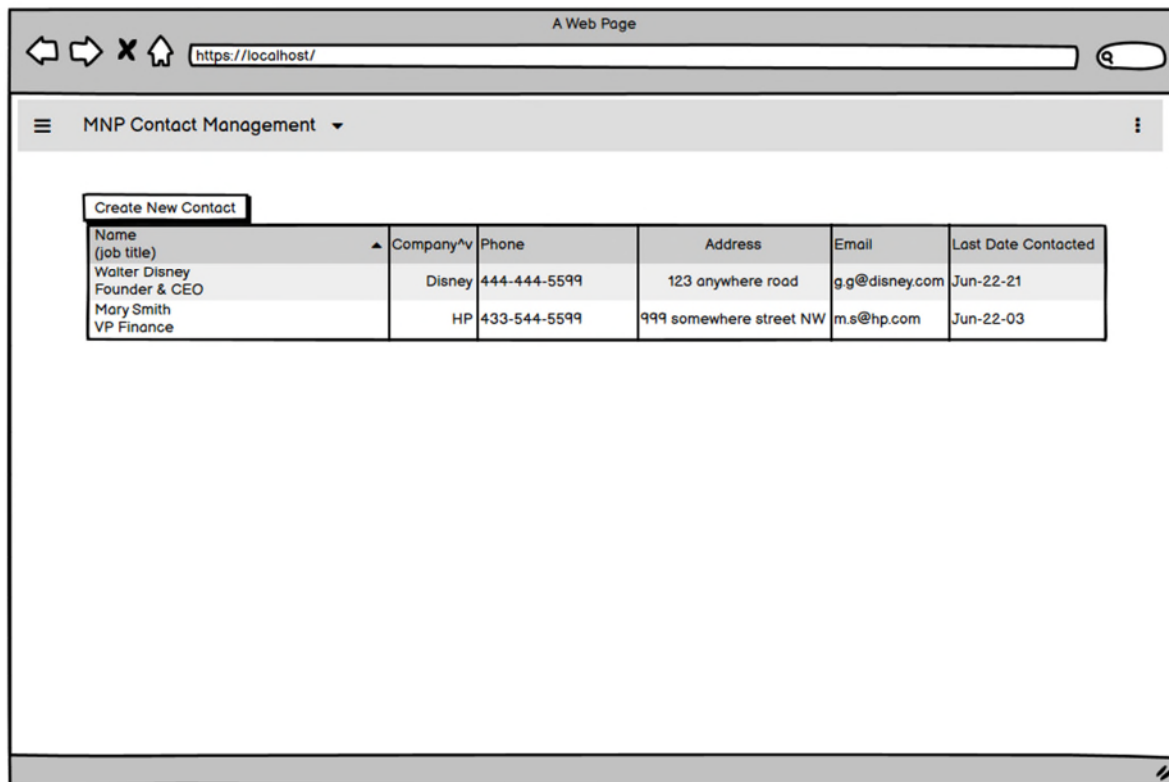 A Web Page
https://localhost/
MNP Contact Management
Create New Contact
Name
(job title)
Company^v
Phone
Address
Email
Last Date Contacted
Walter Disney
Founder & CEO
Disney
444-444-5599
123 anywhere road
g.g@disney.com
Jun-22-21
Mary Smith
VP Finance
HP
433-544-5599
999 somewhere street NW
m.s@hp.com
Jun-22-03